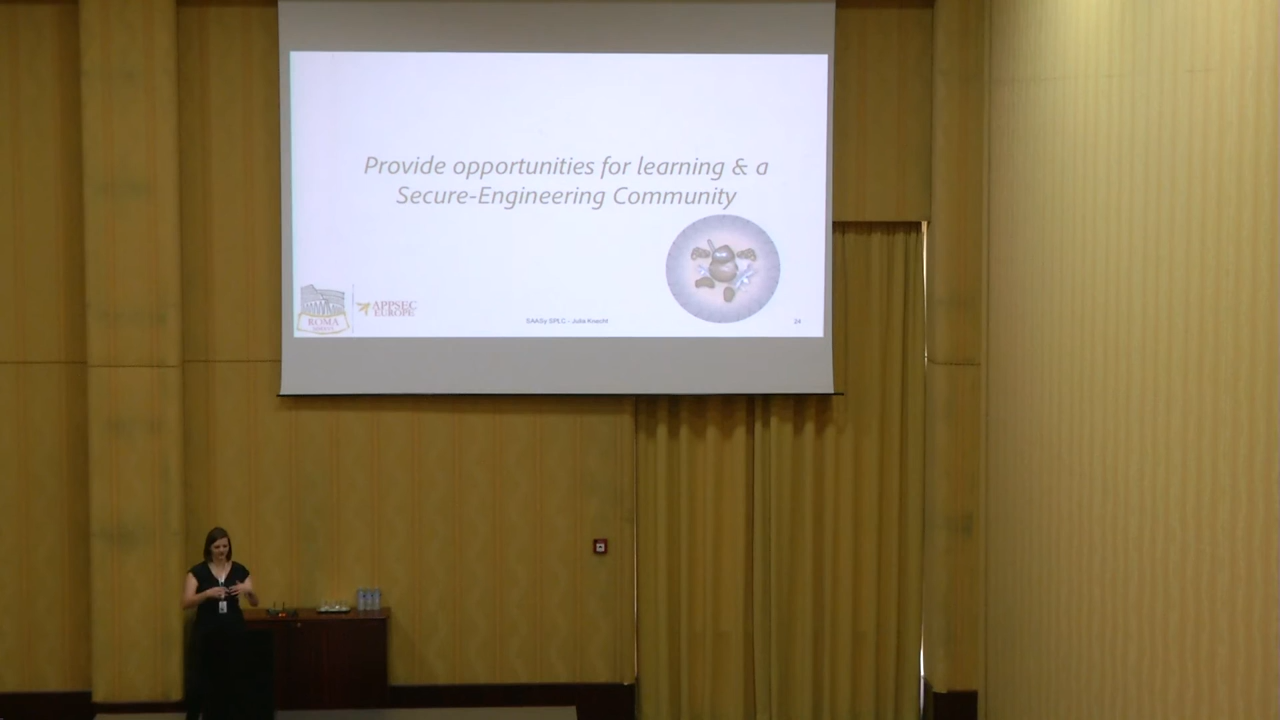 Provide opportunities for learning & a
Secure-Engineering Community
ROMA
APPSEC
EUROPE
SAASy SPLC - Julia Knecht
24